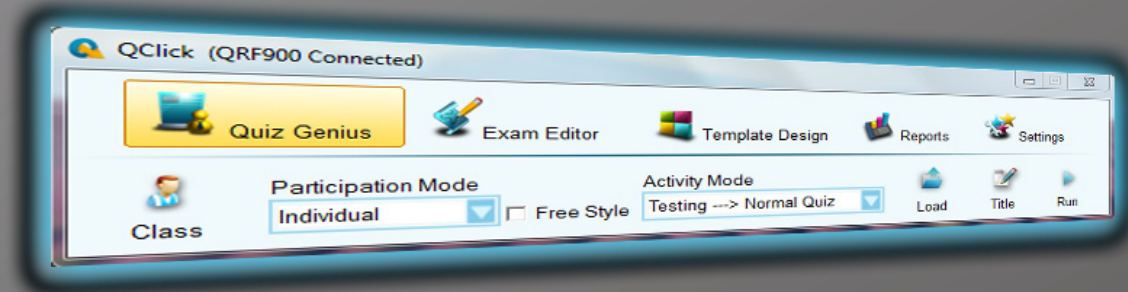 QClick (QRF900 Connected)
Quiz Genius Exam Editor Template Design Reports Settings
Participation Mode Activity Mode
Individual Free Style Testing ---> Normal Quiz
Class Load Title Run